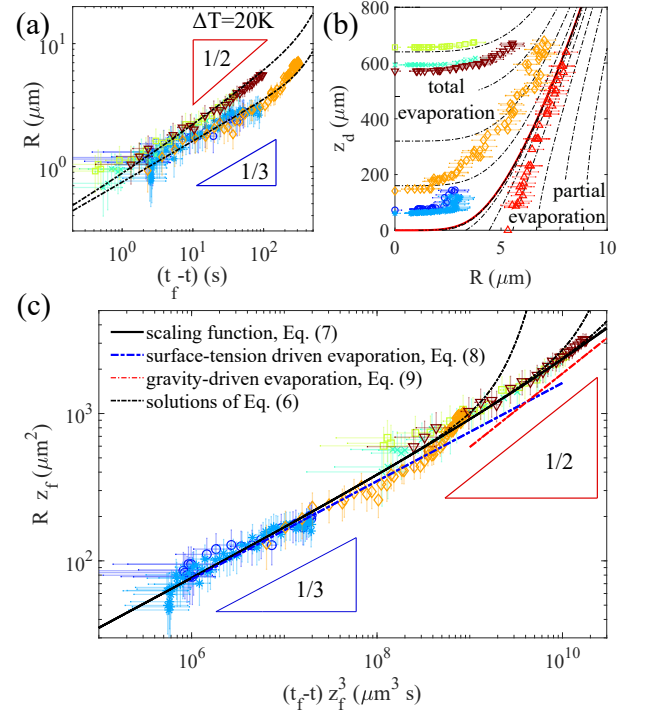 (a)
ΔT=20K
10¹
10⁰
R (μm)
1/2
1/3
10⁰
10¹
10²
(t_f-t) (s)
(b)
800
600
400
200
0
z_d (μm)
total
evaporation
partial
evaporation
0
5
10
R (μm)
(c)
scaling function, Eq. (7)
surface-tension driven evaporation, Eq. (8)
gravity-driven evaporation, Eq. (9)
solutions of Eq. (6)
10³
10²
R z_f (μm²)
1/2
1/3
10⁶
10⁸
10¹⁰
(t_f-t) z_f³ (μm³ s)